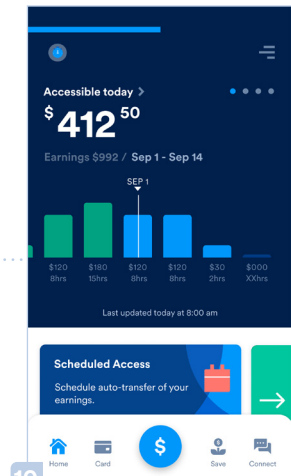 Accessible today >
$412 50
Earnings $992 / Sep 1 - Sep 14
SEP 1
$120 $180 $120 $120 $30 $000
8hrs 15hrs 8hrs 8hrs 2hrs XXhrs
Last updated today at 8:00 am
Scheduled Access
Schedule auto-transfer of your
earnings.
$
Home Card Save Connect